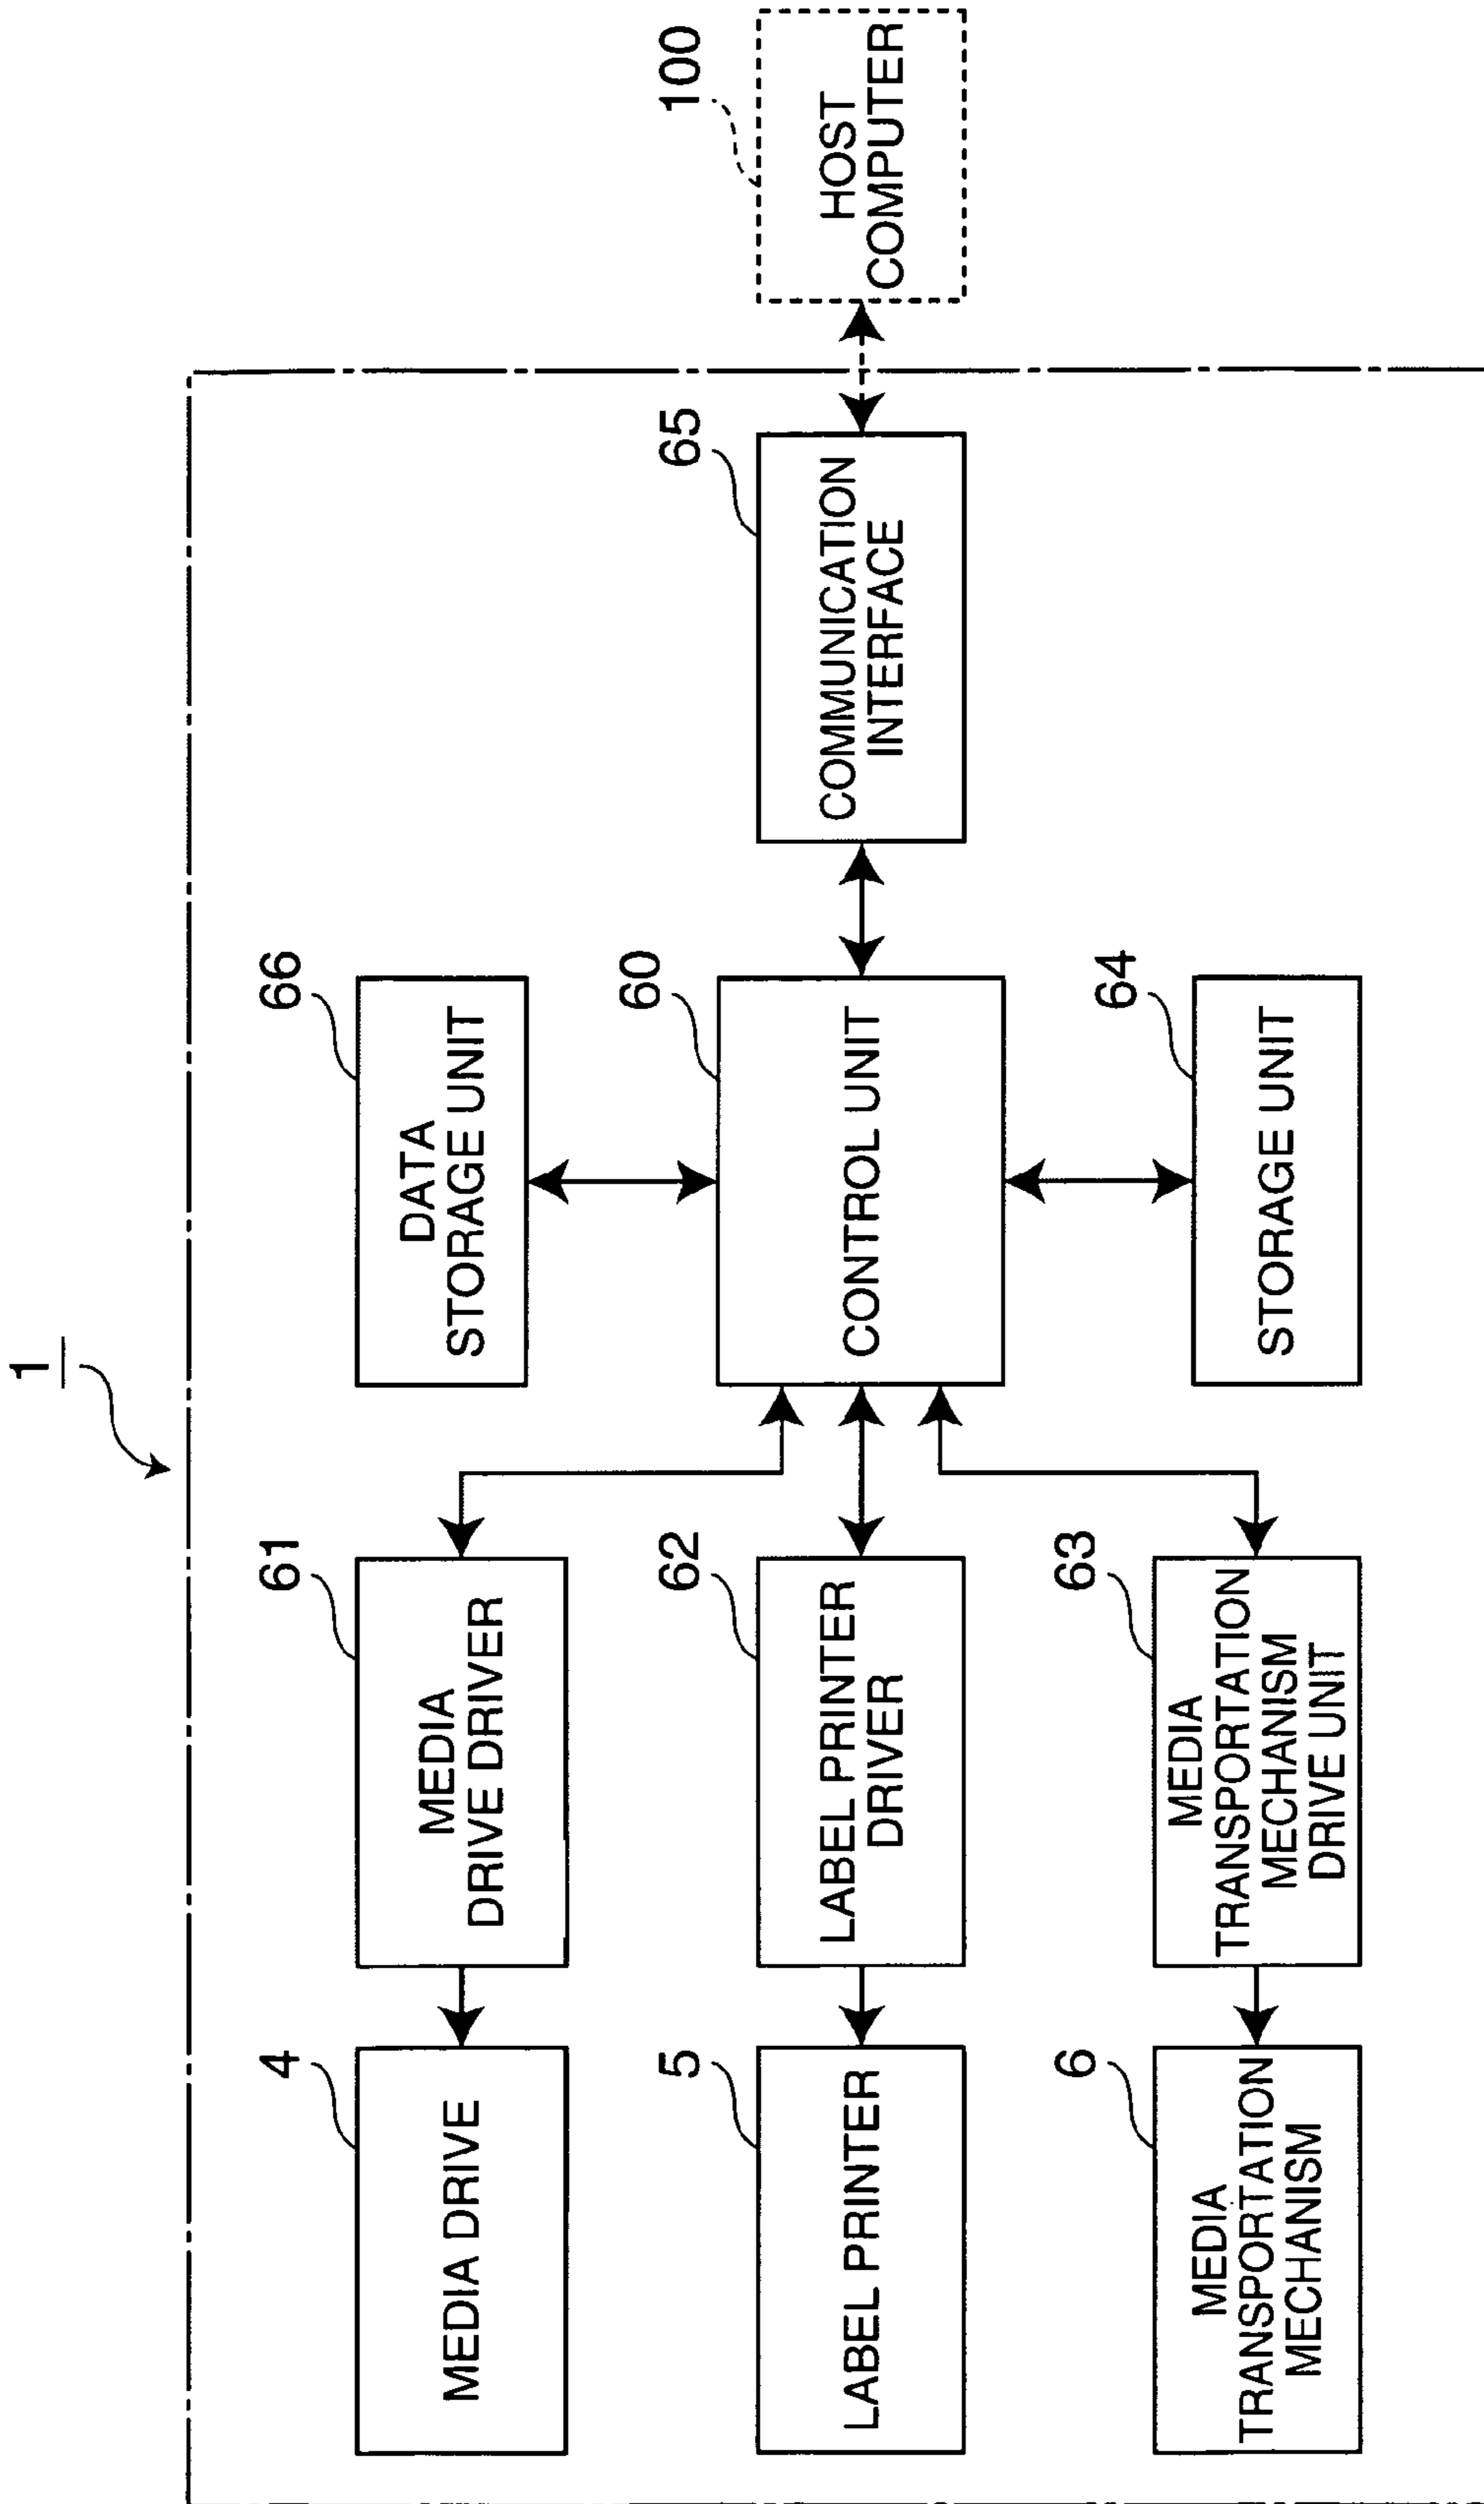 1
4
MEDIA DRIVE
61
MEDIA
DRIVE DRIVER
66
DATA
STORAGE UNIT
5
LABEL PRINTER
62
LABEL PRINTER
DRIVER
60
CONTROL UNIT
65
COMMUNICATION
INTERFACE
100
HOST
COMPUTER
6
MEDIA
TRANSPORTATION
MECHANISM
63
MEDIA
TRANSPORTATION
MECHANISM
DRIVE UNIT
64
STORAGE UNIT